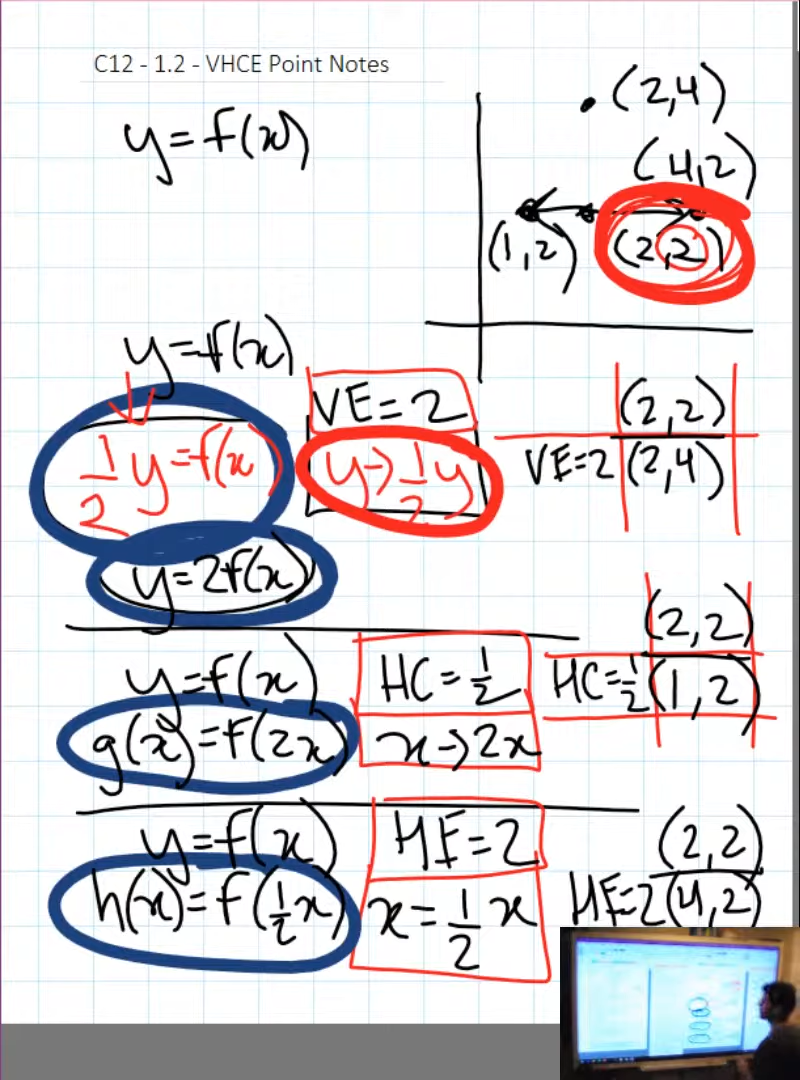 C12 - 1.2 - VHCE Point Notes
y = f(x)
(2,4)
(4,2)
(1,2)
(2,2)
y = f(x)
VE = 2
(2,2)
1/2 y = f(x)
y → 1/2 y
VE = 2 (2,4)
y = 2f(x)
(2,2)
y = f(x)
HC = 1/2
HC = 1/2 (1,2)
g(x) = f(2x)
x → 2x
y = f(x)
HE = 2
(2,2)
h(x) = f(1/2 x)
x = 1/2 x
HE = 2 (4,2)